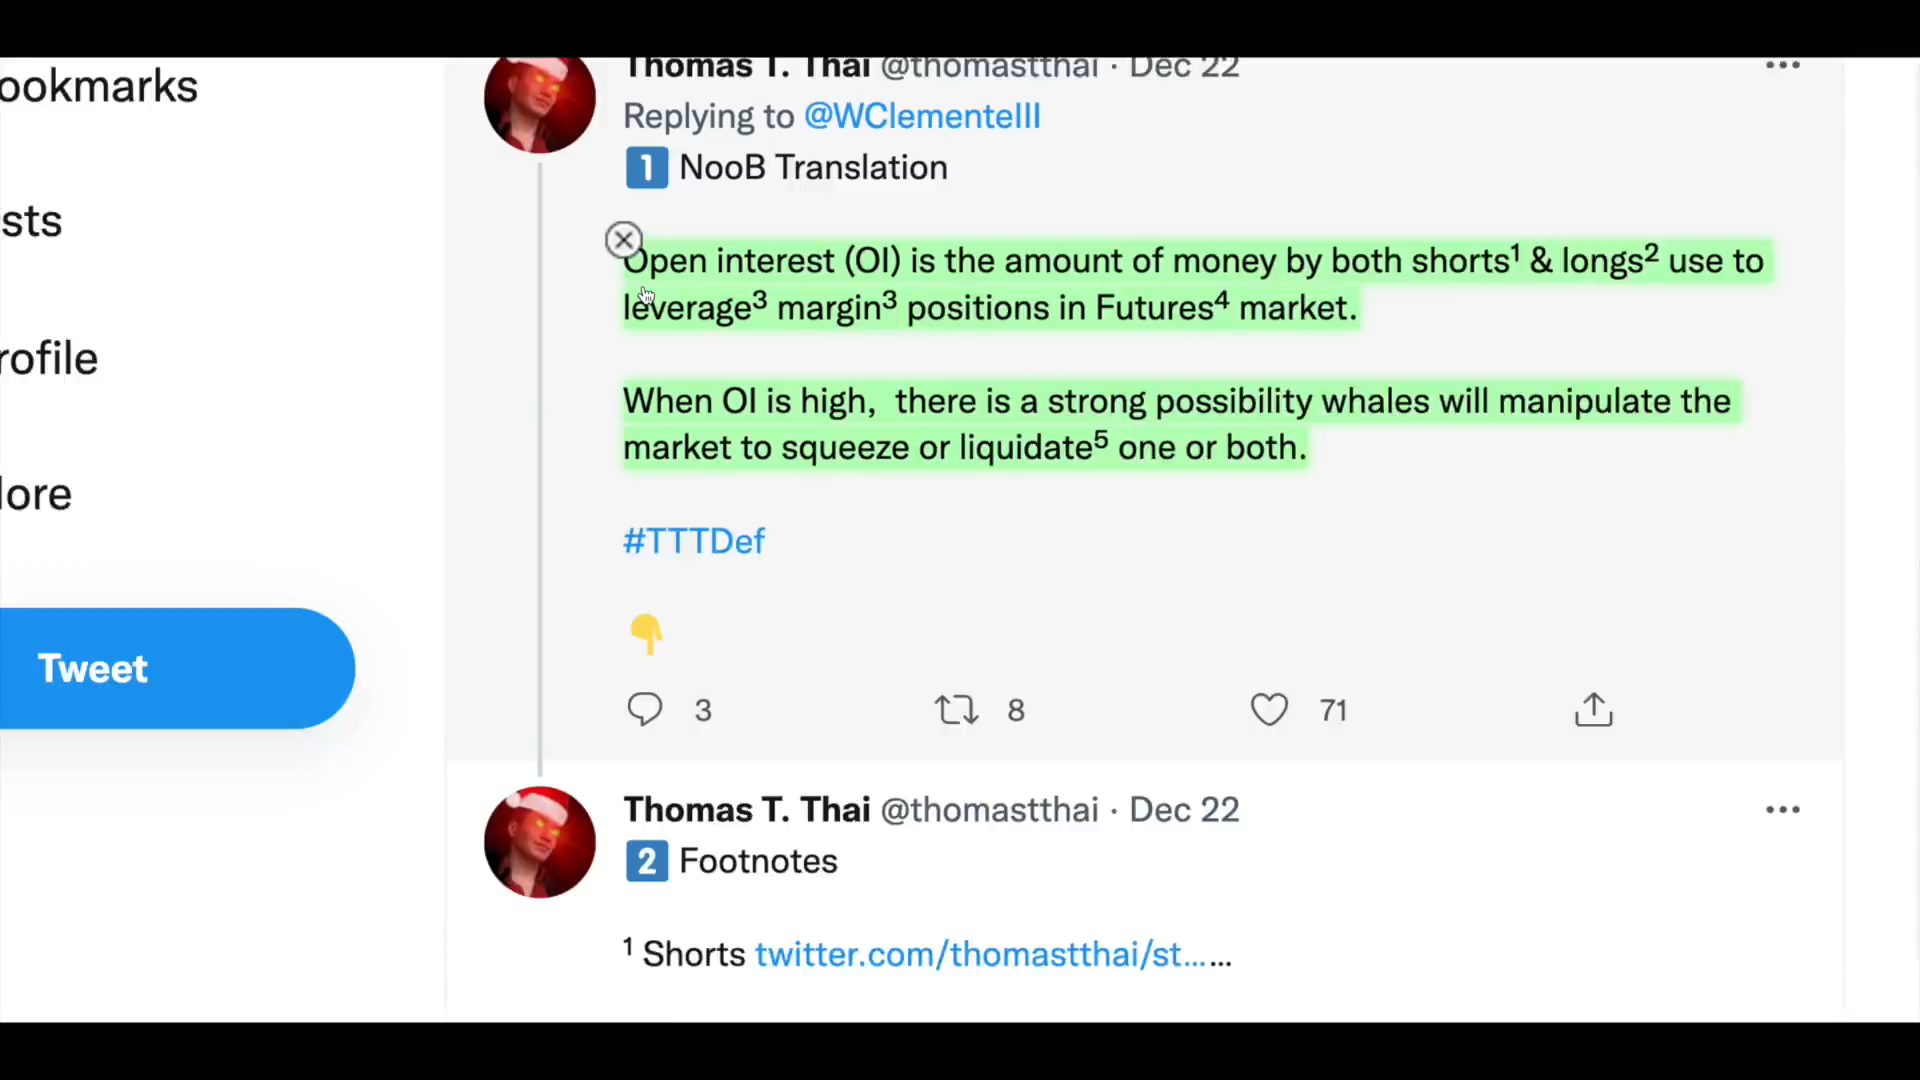 Thomas T. Thai @thomastthai · Dec 22
ookmarks
Replying to @WClementeIII
1 NooB Translation
sts
Open interest (OI) is the amount of money by both shorts¹ & longs² use to
leverage³ margin³ positions in Futures⁴ market.
rofile
When OI is high,  there is a strong possibility whales will manipulate the
market to squeeze or liquidate⁵ one or both.
ore
#TTTDef
Tweet
3 8 71
Thomas T. Thai @thomastthai · Dec 22
2 Footnotes
¹ Shorts twitter.com/thomastthai/st……